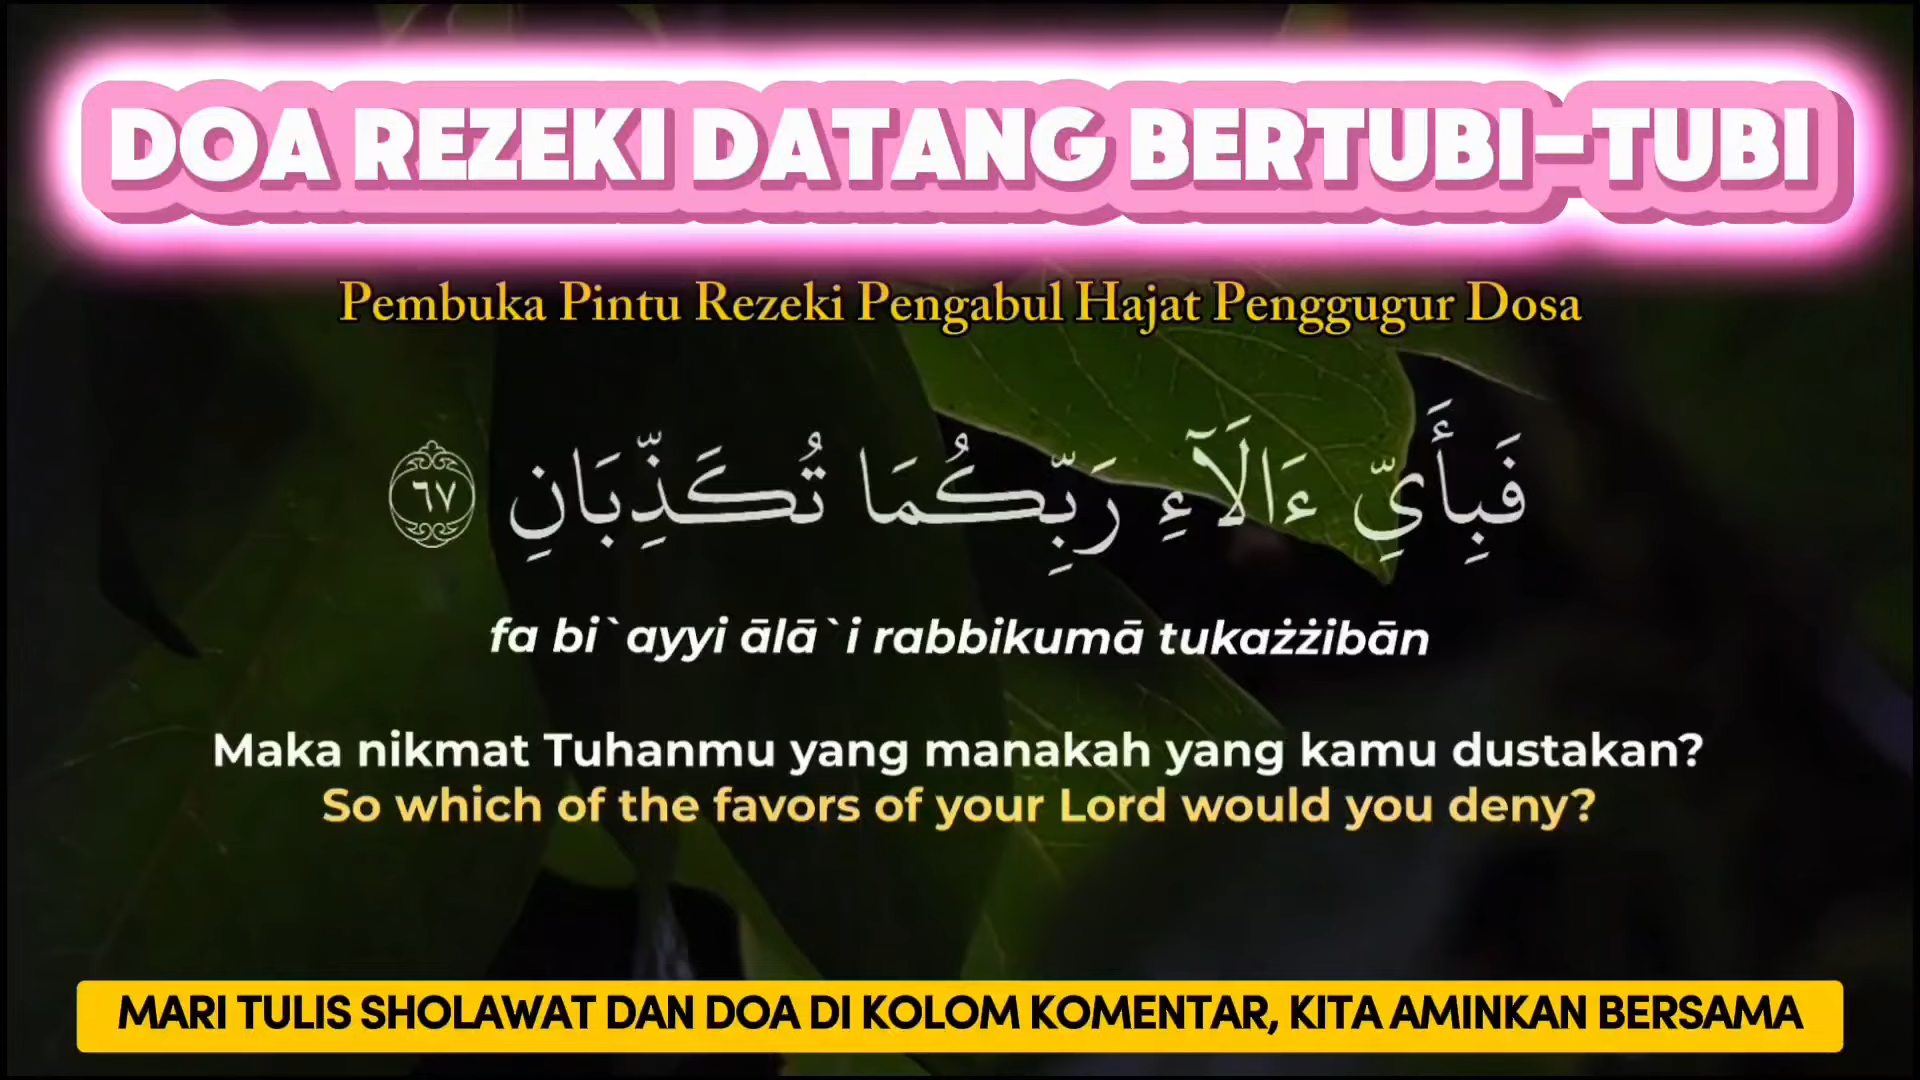 DOA REZEKI DATANG BERTUBI-TUBI
Pembuka Pintu Rezeki Pengabul Hajat Penggugur Dosa
فَبِأَيِّ ءَالَآءِ رَبِّكُمَا تُكَذِّبَانِ ٦٧
fa bi`ayyi ālā`i rabbikumā tukażżibān
Maka nikmat Tuhanmu yang manakah yang kamu dustakan?
So which of the favors of your Lord would you deny?
MARI TULIS SHOLAWAT DAN DOA DI KOLOM KOMENTAR, KITA AMINKAN BERSAMA